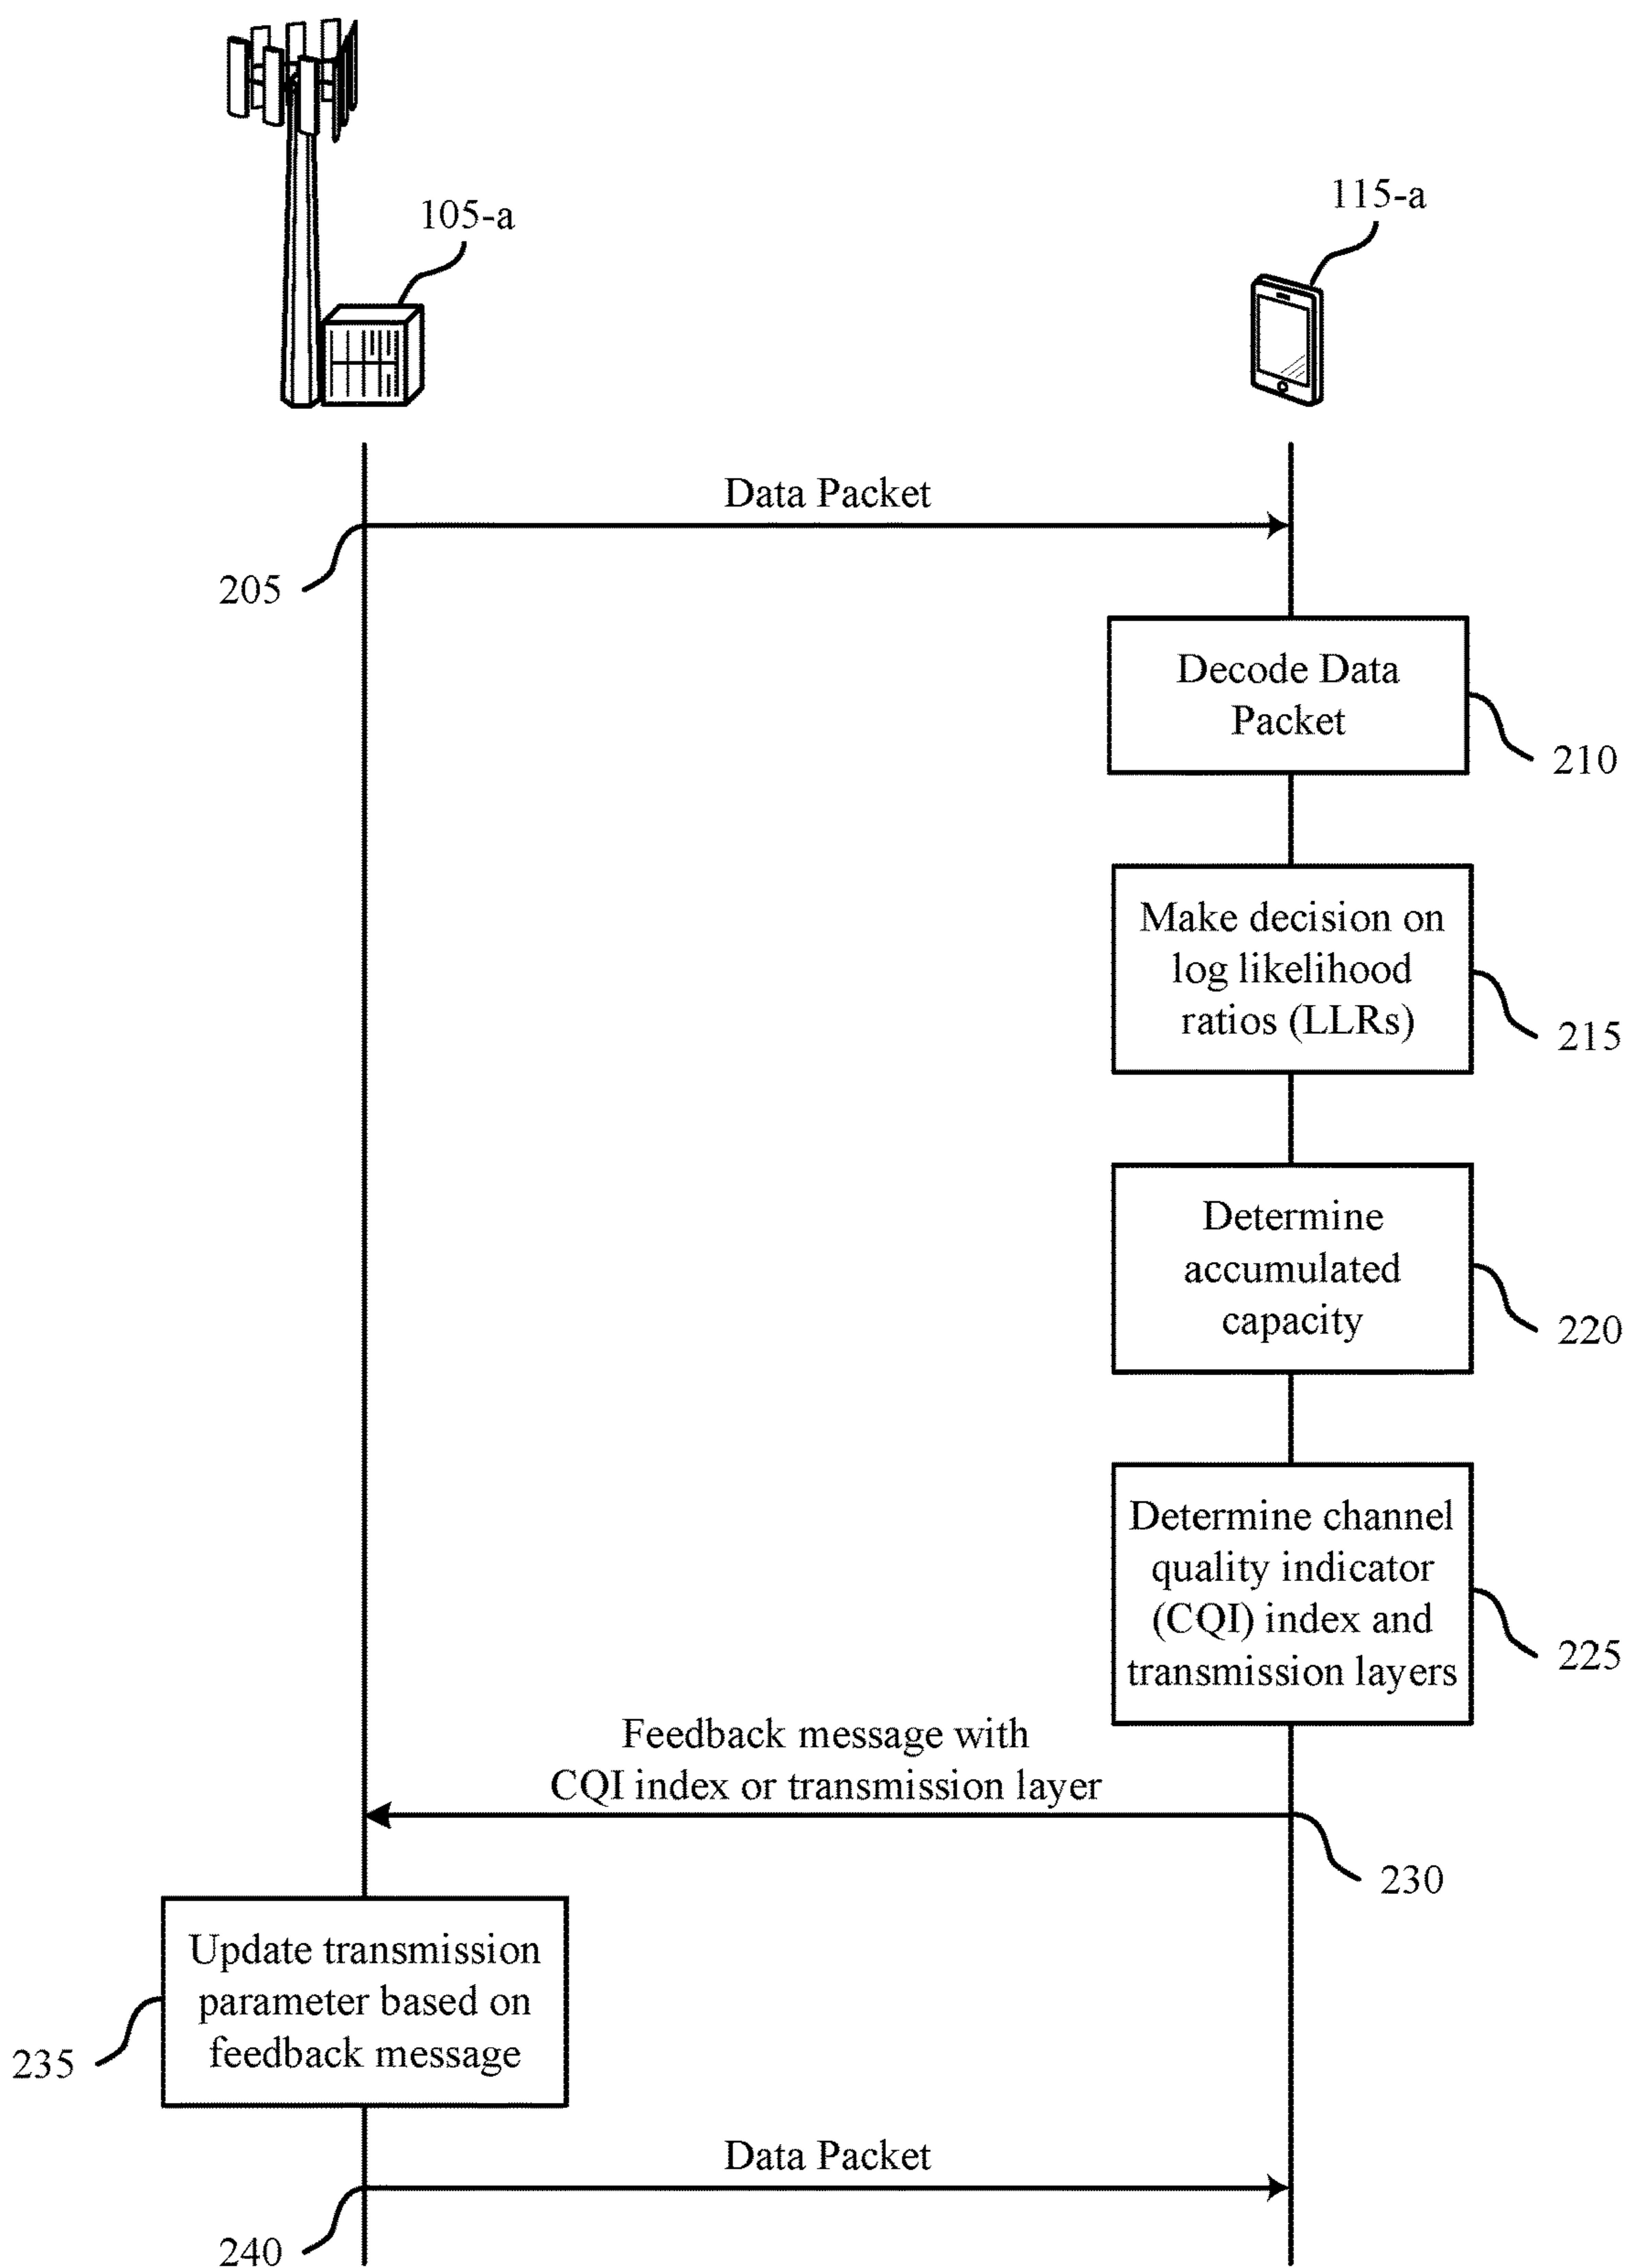 105-a
115-a
Data Packet
205
Decode Data
Packet
210
Make decision on
log likelihood
ratios (LLRs)
215
Determine
accumulated
capacity
220
Determine channel
quality indicator
(CQI) index and
transmission layers
225
Feedback message with
CQI index or transmission layer
230
Update transmission
parameter based on
feedback message
235
Data Packet
240